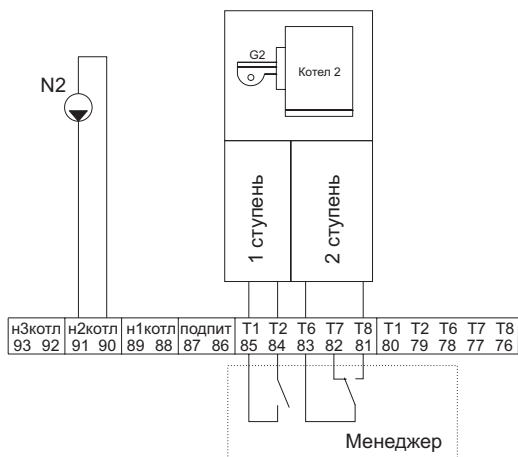 G2
Котел 2
N2
1 ступень
2 ступень
н3котл н2котл н1котл подпит T1 T2 T6 T7 T8 T1 T2 T6 T7 T8
93 92 91 90 89 88 87 86 85 84 83 82 81 80 79 78 77 76
Менеджер